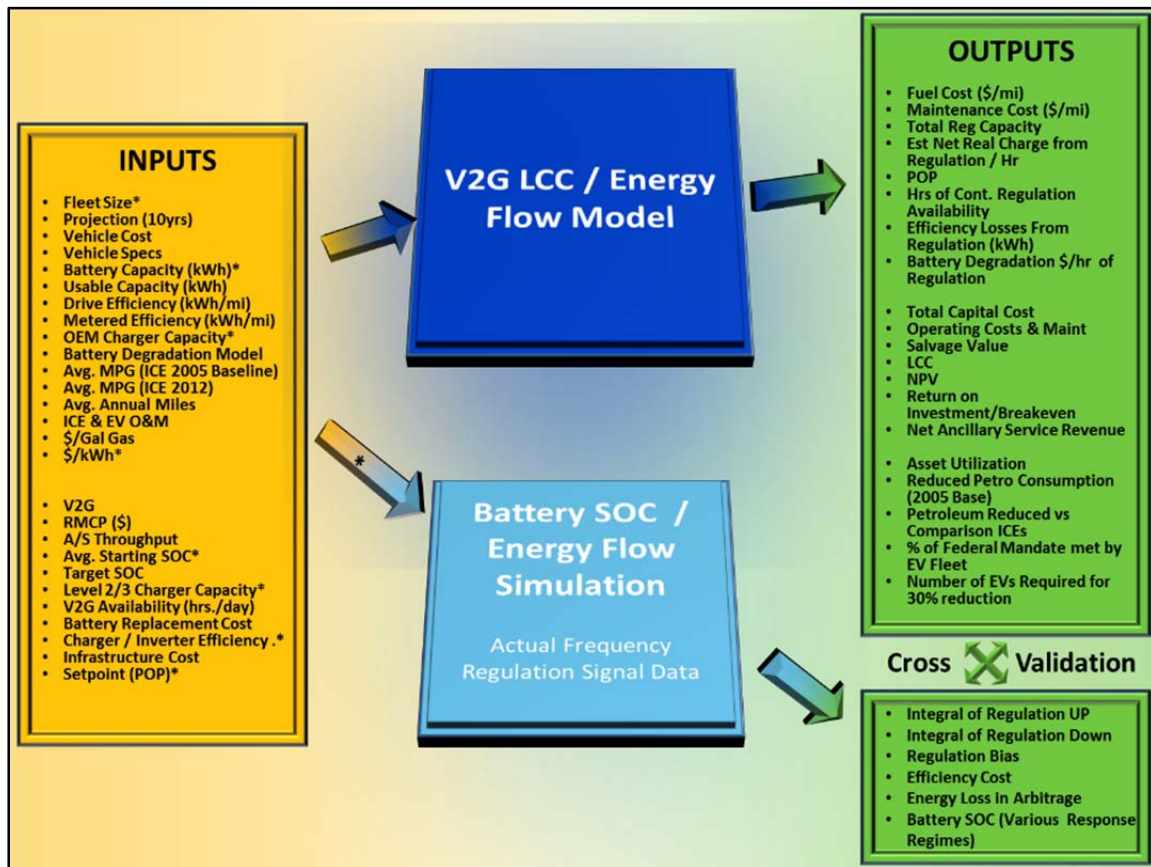 INPUTS
• Fleet Size*
• Projection (10yrs)
• Vehicle Cost
• Vehicle Specs
• Battery Capacity (kWh)*
• Usable Capacity (kWh)
• Drive Efficiency (kWh/mi)
• Metered Efficiency (kWh/mi)
• OEM Charger Capacity*
• Battery Degradation Model
• Avg. MPG (ICE 2005 Baseline)
• Avg. MPG (ICE 2012)
• Avg. Annual Miles
• ICE & EV O&M
• $/Gal Gas
• $/kWh*
• V2G
• RMCP ($)
• A/S Throughput
• Avg. Starting SOC*
• Target SOC
• Level 2/3 Charger Capacity*
• V2G Availability (hrs./day)
• Battery Replacement Cost
• Charger / Inverter Efficiency .*
• Infrastructure Cost
• Setpoint (POP)*
V2G LCC / Energy
Flow Model
*
Battery SOC /
Energy Flow
Simulation
Actual Frequency
Regulation Signal Data
OUTPUTS
• Fuel Cost ($/mi)
• Maintenance Cost ($/mi)
• Total Reg Capacity
• Est Net Real Charge from
Regulation / Hr
• POP
• Hrs of Cont. Regulation
Availability
• Efficiency Losses From
Regulation (kWh)
• Battery Degradation $/hr of
Regulation
• Total Capital Cost
• Operating Costs & Maint
• Salvage Value
• LCC
• NPV
• Return on
Investment/Breakeven
• Net Ancillary Service Revenue
• Asset Utilization
• Reduced Petro Consumption
(2005 Base)
• Petroleum Reduced vs
Comparison ICEs
• % of Federal Mandate met by
EV Fleet
• Number of EVs Required for
30% reduction
Cross Validation
• Integral of Regulation UP
• Integral of Regulation Down
• Regulation Bias
• Efficiency Cost
• Energy Loss in Arbitrage
• Battery SOC (Various Response
Regimes)